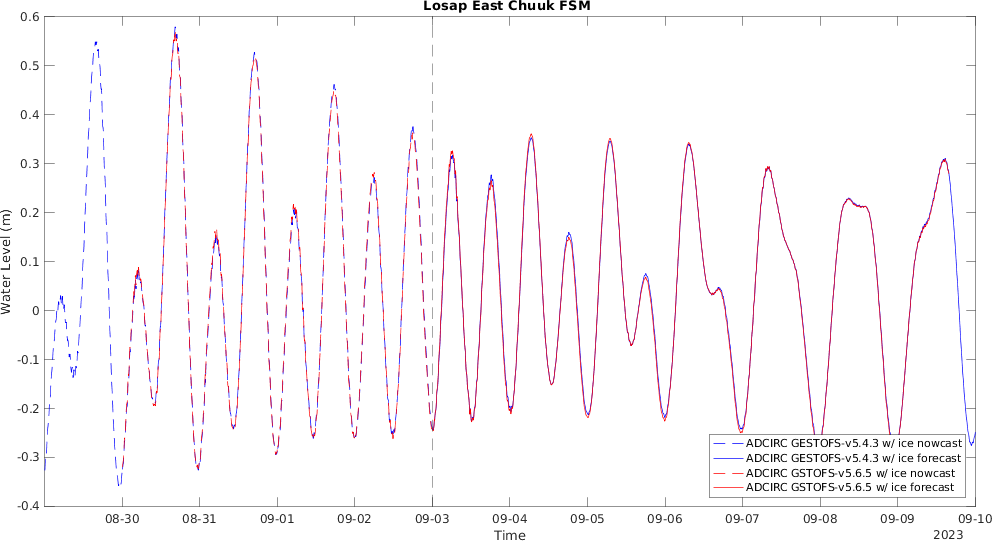 Losap East Chuuk FSM
0.6
0.5
0.4
0.3
0.2
0.1
0
-0.1
-0.2
-0.3
-0.4
Water Level (m)
ADCIRC GESTOFS-v5.4.3 w/ ice nowcast
ADCIRC GESTOFS-v5.4.3 w/ ice forecast
ADCIRC GSTOFS-v5.6.5 w/ ice nowcast
ADCIRC GSTOFS-v5.6.5 w/ ice forecast
08-30 08-31 09-01 09-02 09-03 09-04 09-05 09-06 09-07 09-08 09-09 09-10
Time
2023